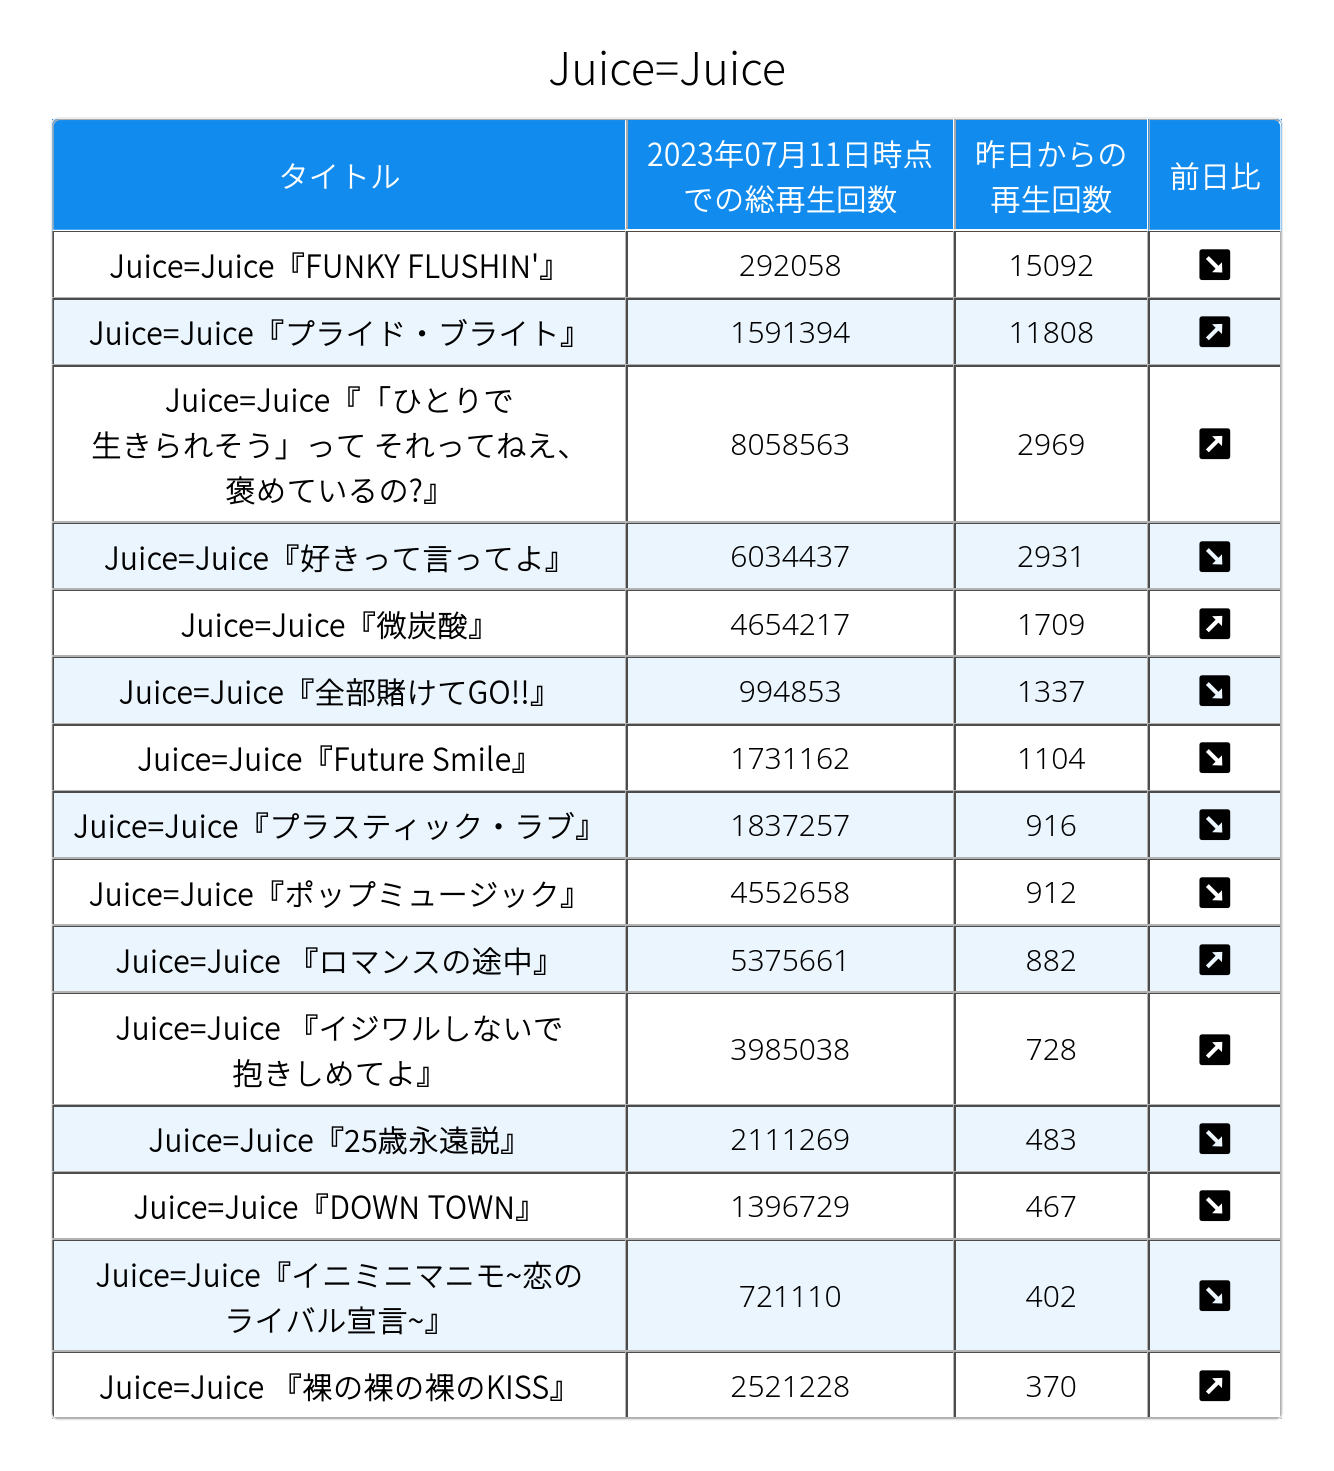 Juice=Juice
タイトル
2023年07月11日時点
での総再生回数
昨日からの
再生回数
前日比
Juice=Juice『FUNKY FLUSHIN'』 292058 15092 ↘
Juice=Juice『プライド・ブライト』 1591394 11808 ↗
Juice=Juice『「ひとりで
生きられそう」って それってねえ、
褒めているの?』
8058563 2969 ↗
Juice=Juice『好きって言ってよ』 6034437 2931 ↘
Juice=Juice『微炭酸』 4654217 1709 ↗
Juice=Juice『全部賭けてGO!!』 994853 1337 ↘
Juice=Juice『Future Smile』 1731162 1104 ↘
Juice=Juice『プラスティック・ラブ』 1837257 916 ↘
Juice=Juice『ポップミュージック』 4552658 912 ↘
Juice=Juice 『ロマンスの途中』 5375661 882 ↗
Juice=Juice 『イジワルしないで
抱きしめてよ』
3985038 728 ↗
Juice=Juice『25歳永遠説』 2111269 483 ↘
Juice=Juice『DOWN TOWN』 1396729 467 ↘
Juice=Juice『イニミニマニモ~恋の
ライバル宣言~』
721110 402 ↘
Juice=Juice 『裸の裸の裸のKISS』 2521228 370 ↗